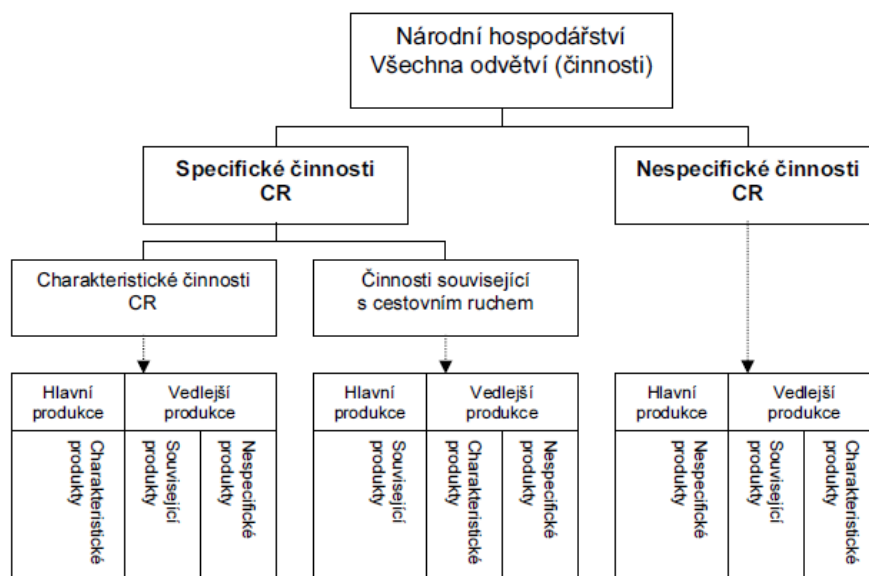 Národní hospodářství
Všechna odvětví (činnosti)
Specifické činnosti
CR
Nespecifické činnosti
CR
Charakteristické činnosti
CR
Činnosti související
s cestovním ruchem
Hlavní
produkce
Vedlejší
produkce
Hlavní
produkce
Vedlejší
produkce
Hlavní
produkce
Vedlejší
produkce
Charakteristické
produkty
Související
produkty
Nespecifické
produkty
Související
produkty
Charakteristické
produkty
Nespecifické
produkty
Nespecifické
produkty
Související
produkty
Charakteristické
produkty